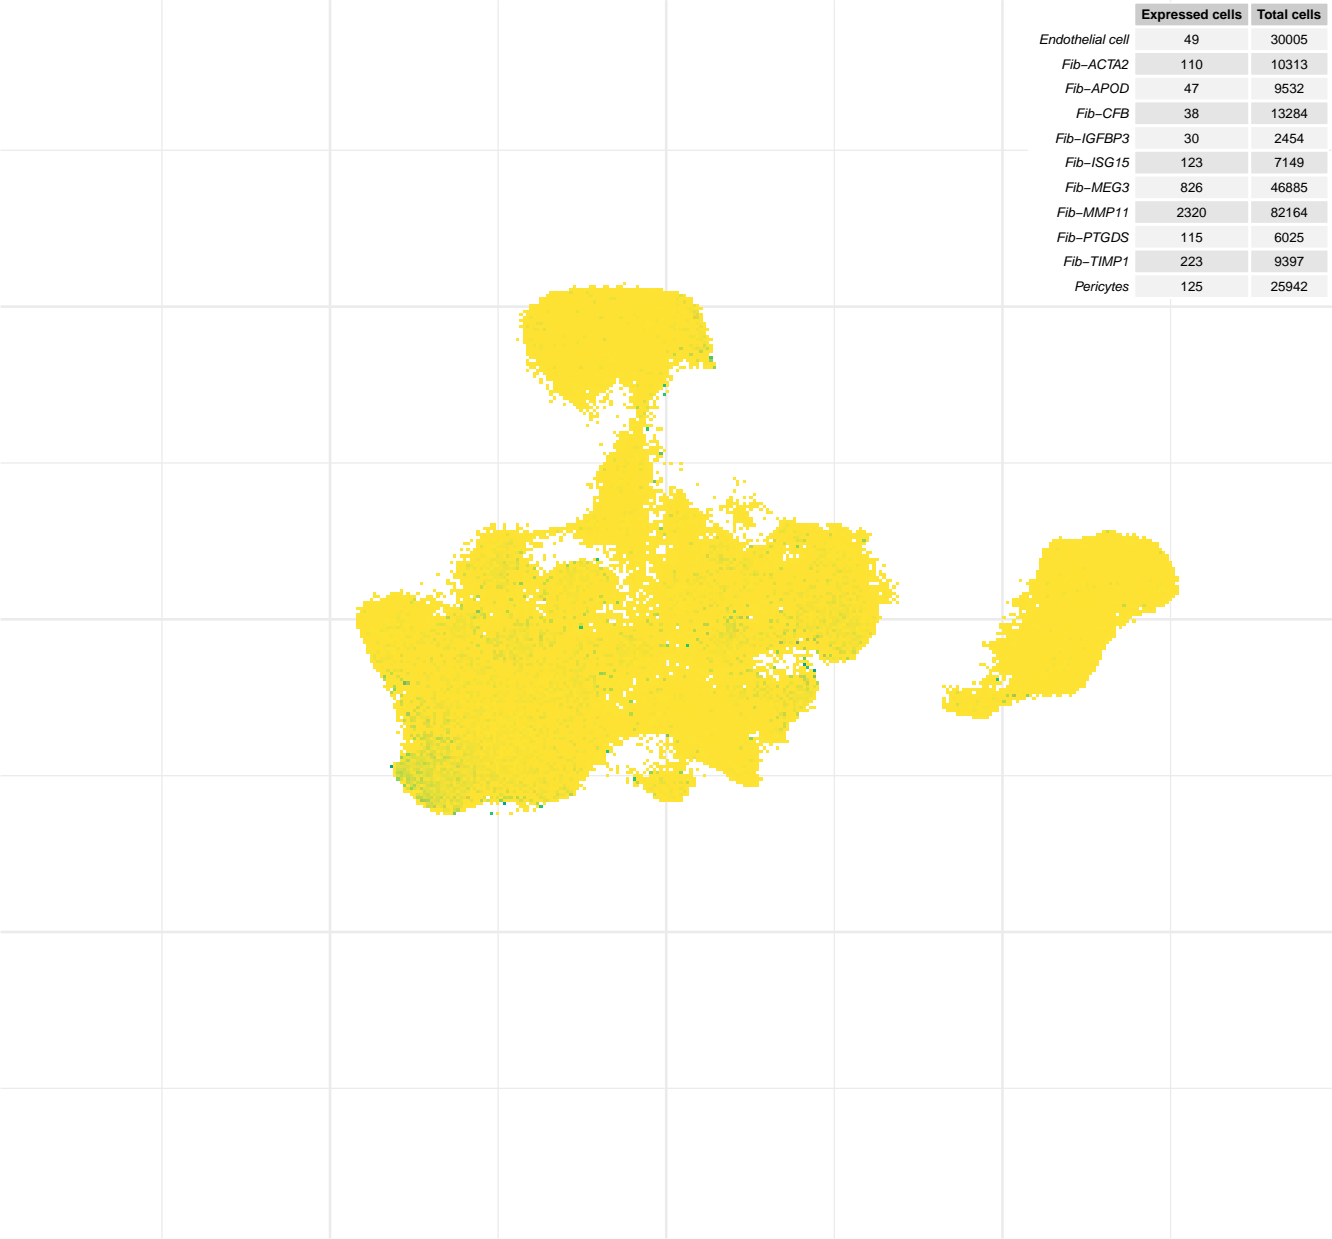 Expressed cells Total cells
Endothelial cell 49 30005
Fib−ACTA2 110 10313
Fib−APOD 47 9532
Fib−CFB 38 13284
Fib−IGFBP3 30 2454
Fib−ISG15 123 7149
Fib−MEG3 826 46885
Fib−MMP11 2320 82164
Fib−PTGDS 115 6025
Fib−TIMP1 223 9397
Pericytes 125 25942